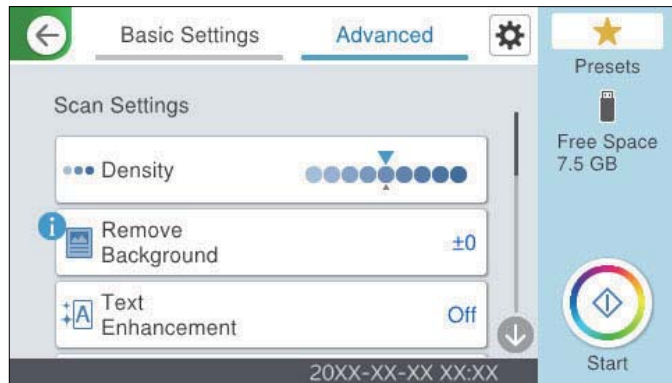 Basic Settings
Advanced
Presets
Scan Settings
Free Space
7.5 GB
Density
i
Remove
Background
±0
A
Text
Enhancement
Off
20XX-XX-XX XX:XX
Start